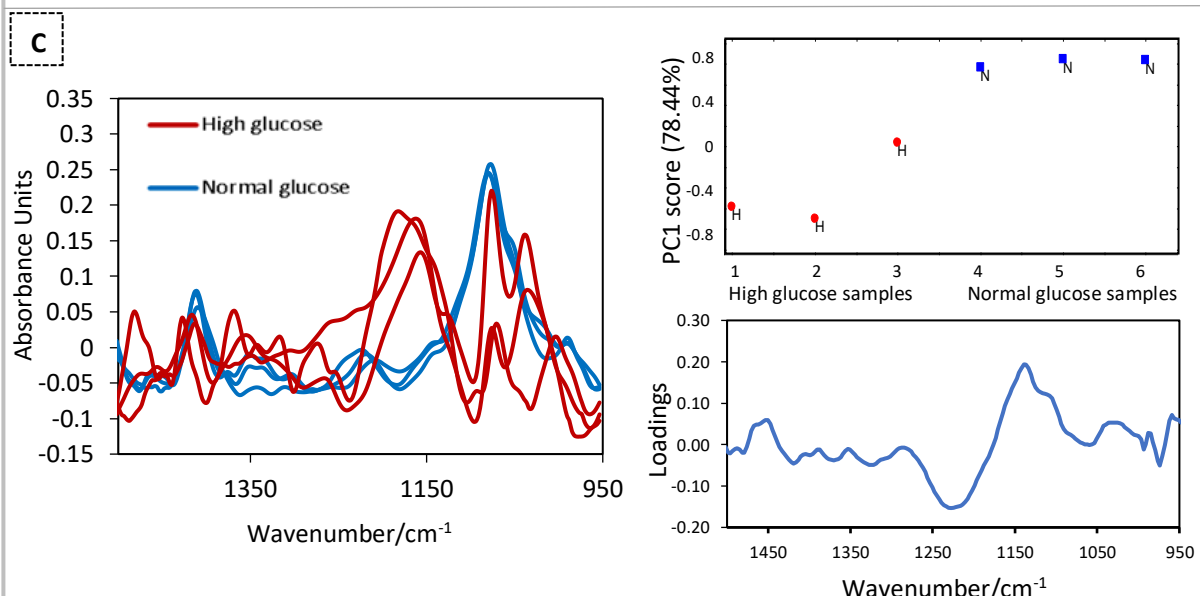 C
0.35
0.3
0.25
0.2
0.15
0.1
0.05
0
-0.05
-0.1
-0.15
Absorbance Units
High glucose
Normal glucose
1350 1150 950
Wavenumber/cm-1
PC1 score (78.44%)
0.8
0.4
0
-0.4
-0.8
H
H
H
N
N
N
1 2 3 4 5 6
High glucose samples Normal glucose samples
Loadings
0.30
0.20
0.10
0.00
-0.10
-0.20
1450 1350 1250 1150 1050 950
Wavenumber/cm-1